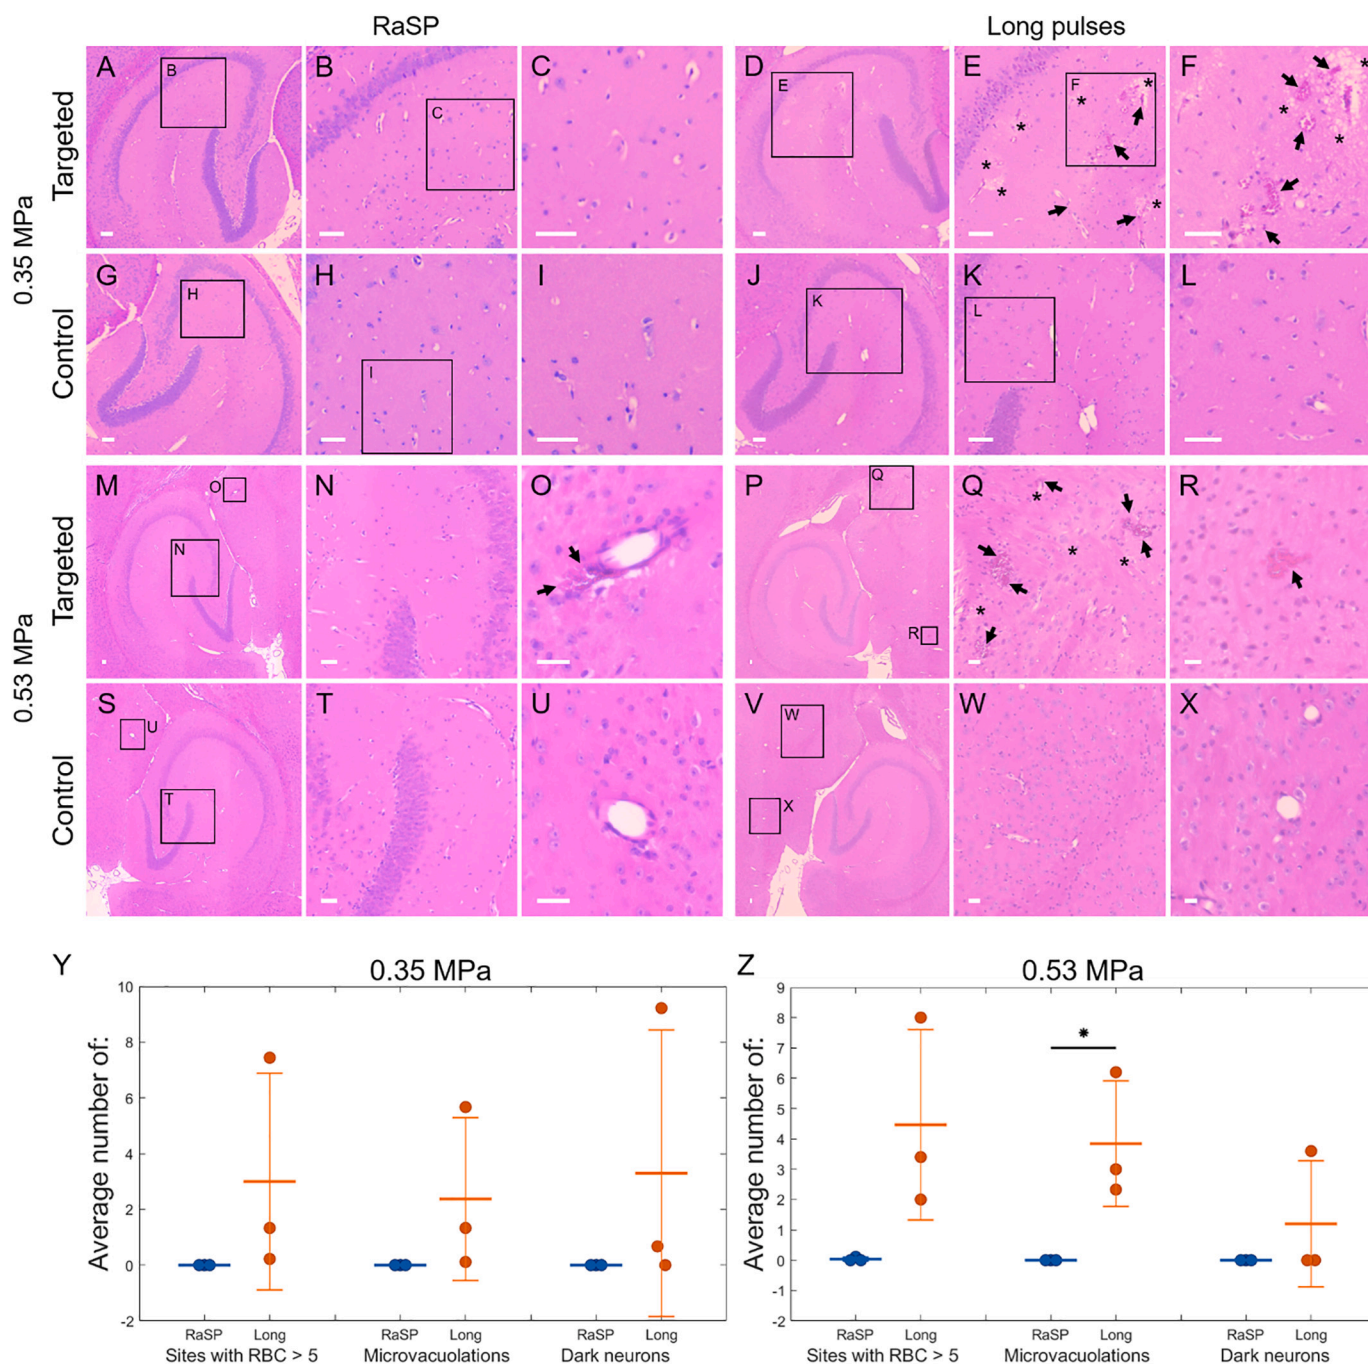 RaSP Long pulses
0.35 MPa
Targeted
A B
B C
C
D E
E F * * * * * *
F * * * *
Control
G H
H I
I
J K
K L
L
0.53 MPa
Targeted
M N O
N
O
P Q R
Q * * * *
R
Control
S T U
T
U
V W X
W
X
Y 0.35 MPa
Average number of:
10
8
6
4
2
0
-2
RaSP Long RaSP Long RaSP Long
Sites with RBC > 5 Microvacuolations Dark neurons
Z 0.53 MPa
Average number of:
9
8
7
6
5
4
3
2
1
0
-1
-2
*
RaSP Long RaSP Long RaSP Long
Sites with RBC > 5 Microvacuolations Dark neurons